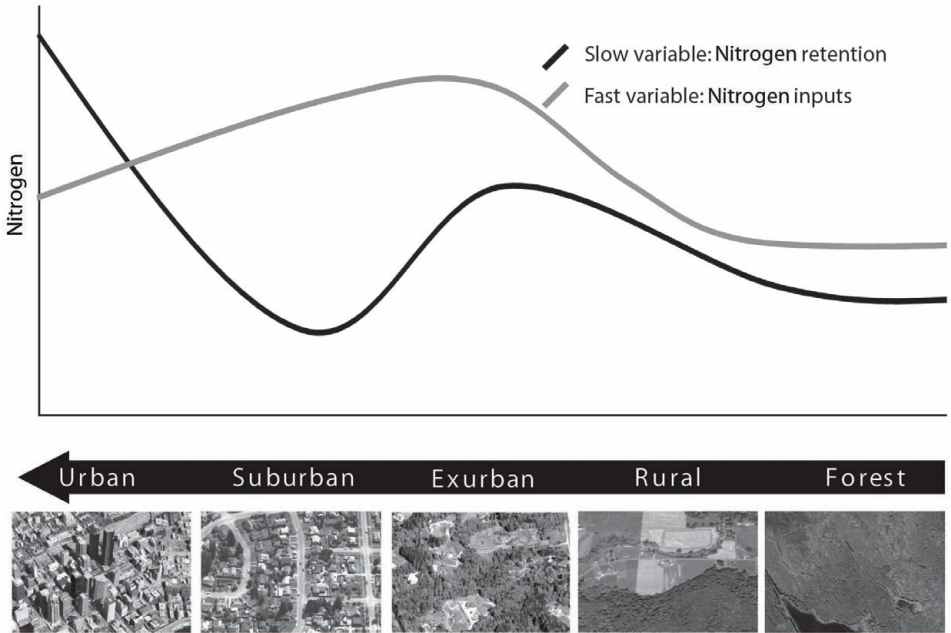 Slow variable: Nitrogen retention
Fast variable: Nitrogen inputs
Nitrogen
Urban Suburban Exurban Rural Forest